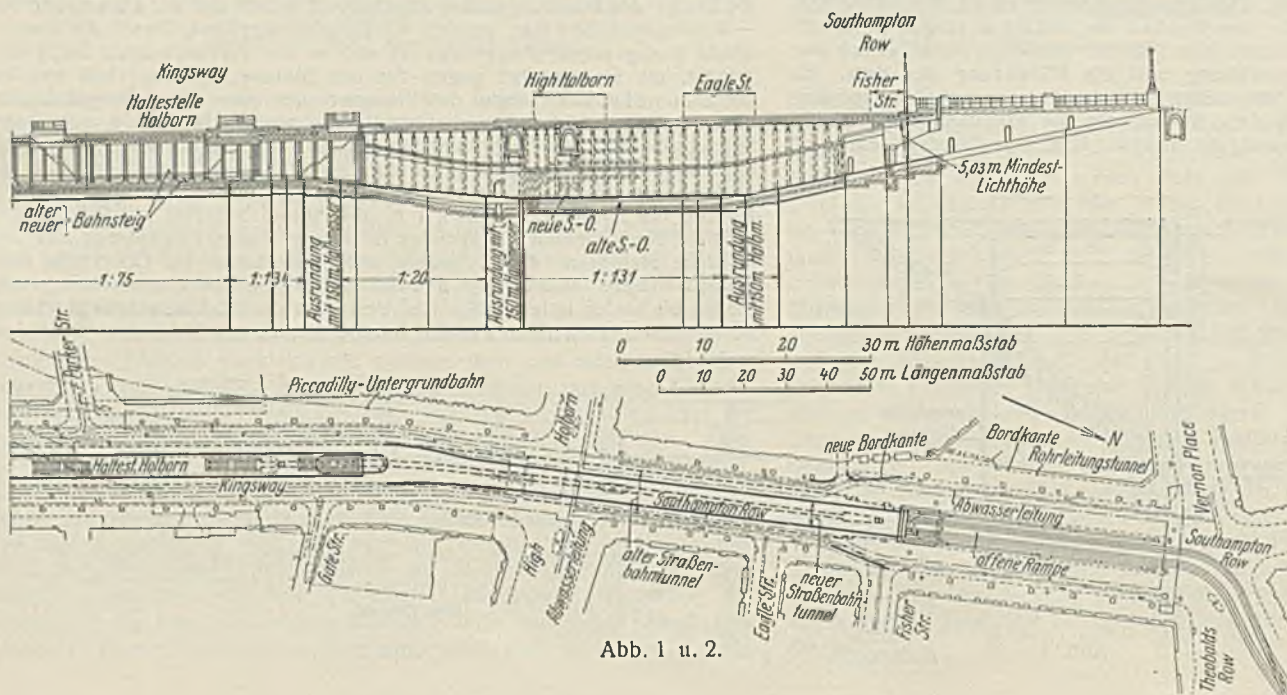 Southampton
Row
Kingsway
Haltestelle
Holborn
High Holborn
Eagle St.
Fisher
Str.
5,03 m Mindest-
Lichthöhe
alter
neuer
Bahnsteig
neue S.-O.
alte S.-O.
1:75
1:131
Ausrundung
mit 150 m Halbmesser
1:20
Ausrundung mit
150 m Halbmesser
1:131
Ausrundung
mit 150 m Halbm.
0 10 20 30 m Höhenmaßstab
0 10 20 30 40 50 m Längenmaßstab
Parker
Str.
Piccadilly-Untergrundbahn
Holborn
neue Bordkante
Bordkante
Rohrleitungstunnel
N
Vernon Place
Haltest. Holborn
Kingsway
Southampton Row
Abwasserleitung
Southampton
Row
Gate Str.
High
Abwasserleitung
alter Straßen-
bahntunnel
Eagle Str.
neuer
Straßenbahn
tunnel
Fisher
Str.
offene Rampe
Theobalds
Row
Abb. 1 u. 2.